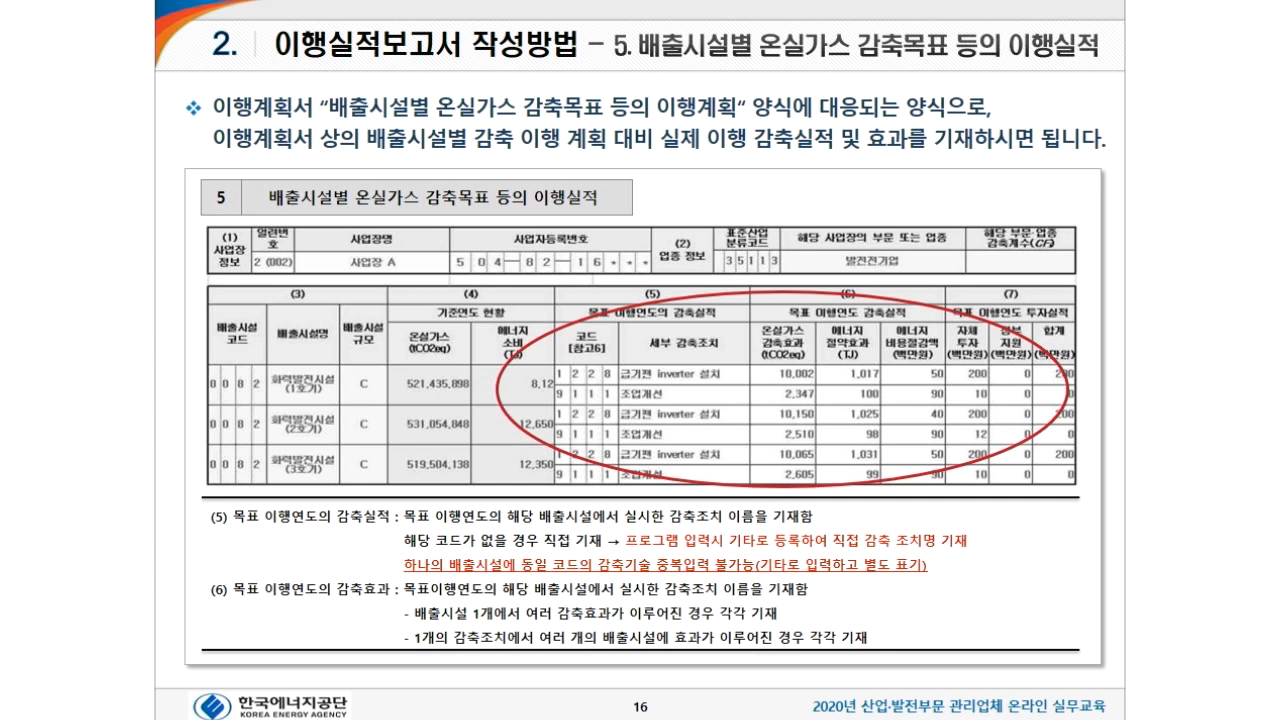 2. 이행실적보고서 작성방법 - 5. 배출시설별 온실가스 감축목표 등의 이행실적
❖ 이행계획서 "배출시설별 온실가스 감축목표 등의 이행계획" 양식에 대응되는 양식으로,
이행계획서 상의 배출시설별 감축 이행 계획 대비 실제 이행 감축실적 및 효과를 기재하시면 됩니다.
5 배출시설별 온실가스 감축목표 등의 이행실적
(1) 사업장 정보 일련번호 사업장명 사업자등록번호 (2) 업종 정보 표준산업 분류코드 해당 사업장의 부문 또는 업종 해당 부문·업종 감축계수(CF)
2 (002) 사업장 A 5 0 4 — 8 2 — 1 6 * * * 3 5 1 1 3 발전전기업
(3) (4) (5) (6) (7)
기준연도 현황 목표 이행연도의 감축실적 목표 이행연도 감축실적 목표 이행연도 투자실적
배출시설 코드 배출시설명 배출시설 규모 온실가스 (tCO2eq) 에너지 소비 (TJ) 코드 [참고6] 세부 감축조치 온실가스 감축효과 (tCO2eq) 에너지 절약효과 (TJ) 에너지 비용절감액 (백만원) 자체 투자 (백만원) 정부 지원 (백만원) 합계 (백만원)
0 0 8 2 화력발전시설 (1호기) C 521,435,898 8,12 1 2 2 8 급기팬 inverter 설치 10,002 1,017 50 200 0 200
9 1 1 1 조업개선 2,347 100 90 10 0 0
0 0 8 2 화력발전시설 (2호기) C 531,054,848 12,650 1 2 2 8 급기팬 inverter 설치 10,150 1,025 40 200 0 200
9 1 1 1 조업개선 2,510 98 90 12 0 0
0 0 8 2 화력발전시설 (3호기) C 519,504,138 12,350 1 2 2 8 급기팬 inverter 설치 10,065 1,031 50 200 0 200
9 1 1 1 조업개선 2,605 99 90 10 0 0
(5) 목표 이행연도의 감축실적 : 목표 이행연도의 해당 배출시설에서 실시한 감축조치 이름을 기재함
해당 코드가 없을 경우 직접 기재 → 프로그램 입력시 기타로 등록하여 직접 감축 조치명 기재
하나의 배출시설에 동일 코드의 감축기술 중복입력 불가능(기타로 입력하고 별도 표기)
(6) 목표 이행연도의 감축효과 : 목표이행연도의 해당 배출시설에서 실시한 감축조치 이름을 기재함
- 배출시설 1개에서 여러 감축효과가 이루어진 경우 각각 기재
- 1개의 감축조치에서 여러 개의 배출시설에 효과가 이루어진 경우 각각 기재
한국에너지공단
KOREA ENERGY AGENCY
16
2020년 산업·발전부문 관리업체 온라인 실무교육